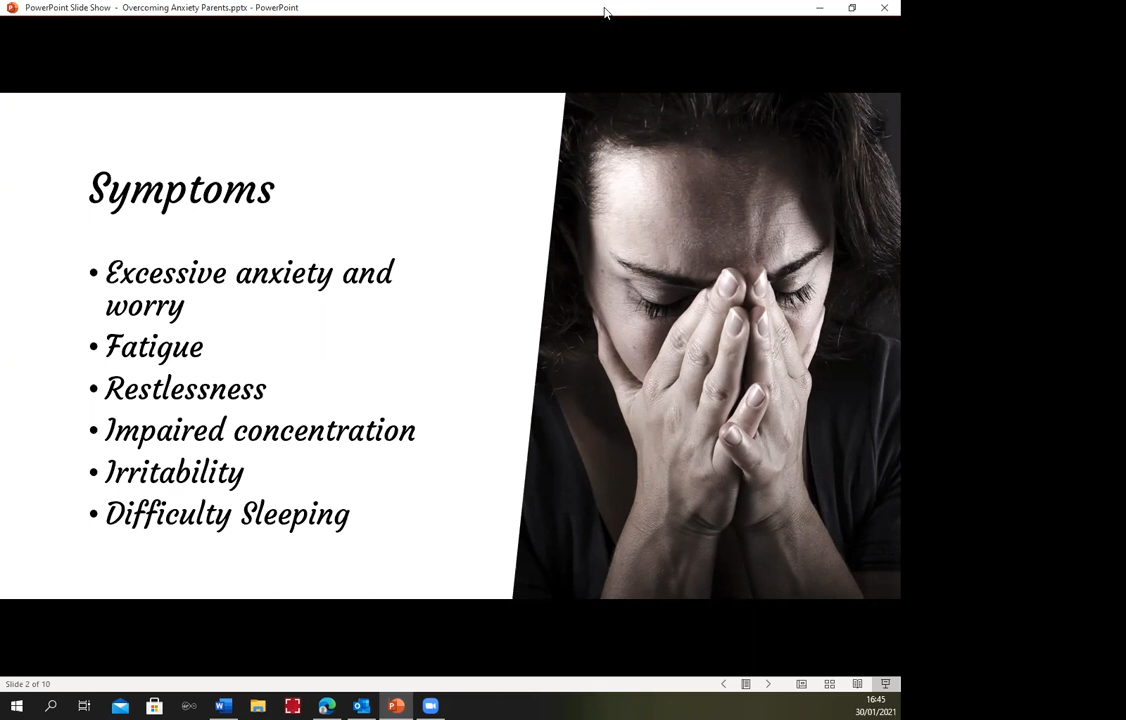 PowerPoint Slide Show - Overcoming Anxiety Parents.pptx - PowerPoint
Symptoms
• Excessive anxiety and
worry
• Fatigue
• Restlessness
• Impaired concentration
• Irritability
• Difficulty Sleeping
Slide 2 of 10
16:45
30/01/2021